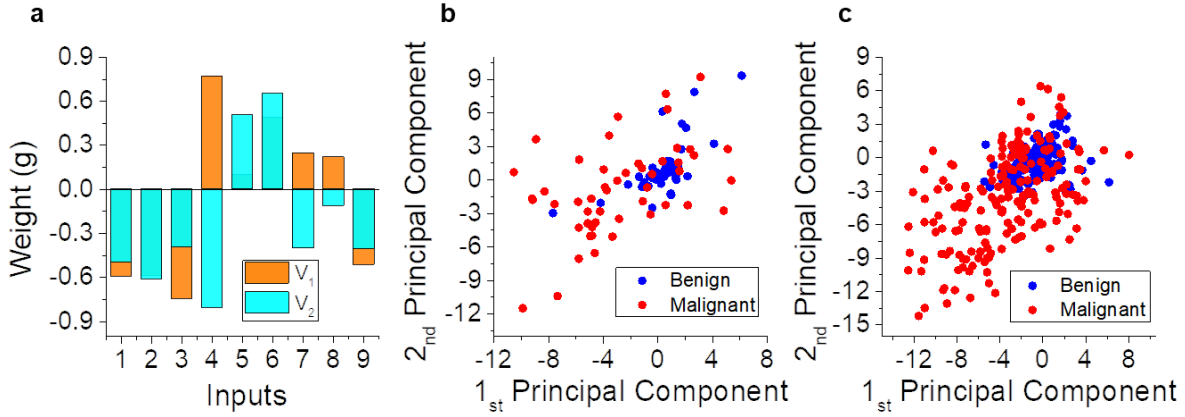 a
b
c
Weight (g)
0.9
0.6
0.3
0.0
-0.3
-0.6
-0.9
V1
V2
1 2 3 4 5 6 7 8 9
Inputs
2nd Principal Component
9
6
3
0
-3
-6
-9
-12
Benign
Malignant
-12 -8 -4 0 4 8
1st Principal Component
2nd Principal Component
9
6
3
0
-3
-6
-9
-12
-15
Benign
Malignant
-12 -8 -4 0 4 8
1st Principal Component